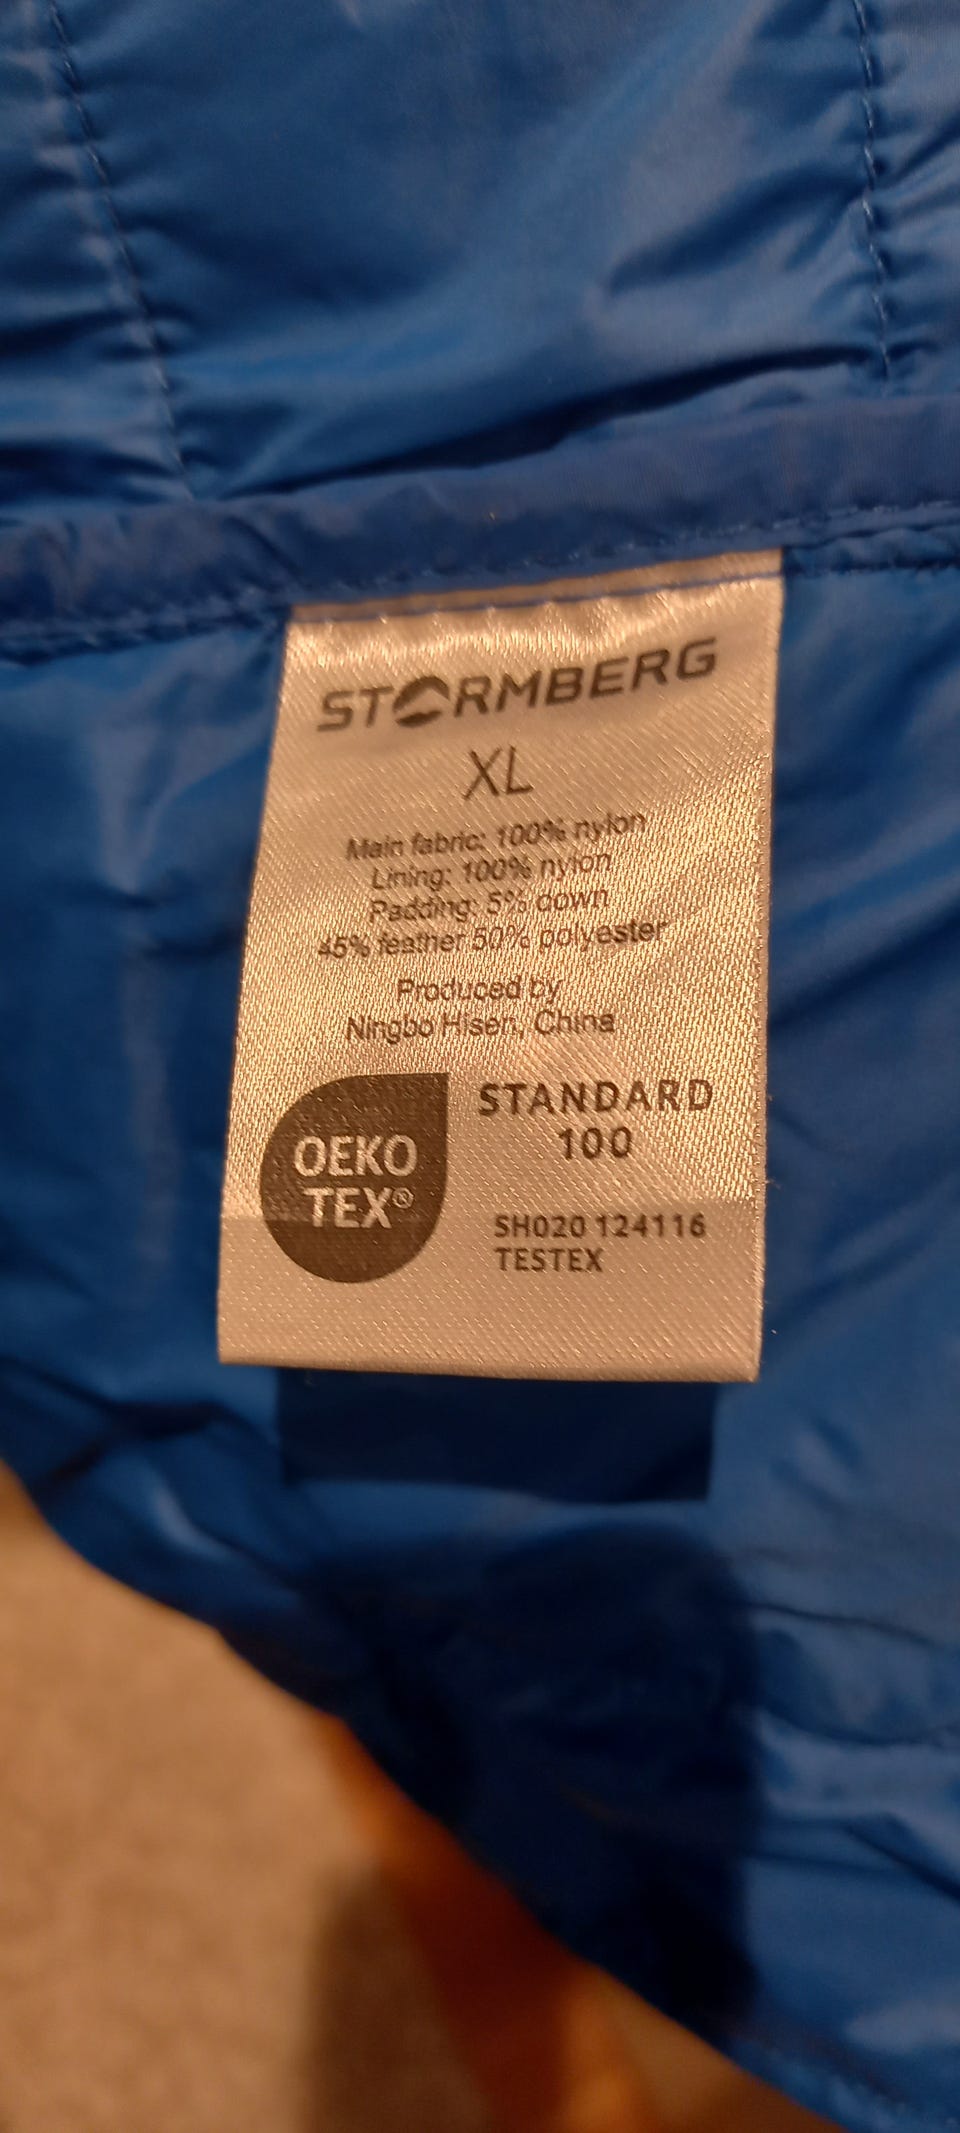 STORMBERG
XL
Main fabric: 100% nylon
Lining: 100% nylon
Padding: 5% down
45% feather 50% polyester
Produced by
Ningbo Hisen, China
OEKO
TEX®
STANDARD
100
SH020 124116
TESTEX